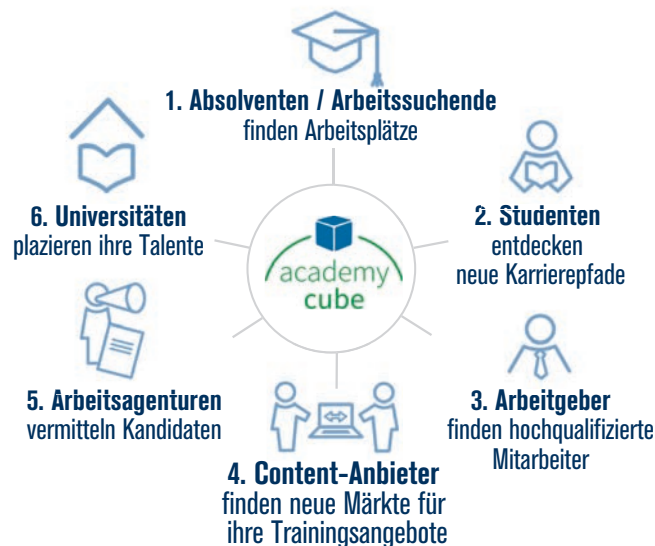 1. Absolventen / Arbeitssuchende
finden Arbeitsplätze
2. Studenten
entdecken
neue Karrierepfade
3. Arbeitgeber
finden hochqualifizierte
Mitarbeiter
4. Content-Anbieter
finden neue Märkte für
ihre Trainingsangebote
5. Arbeitsagenturen
vermitteln Kandidaten
6. Universitäten
plazieren ihre Talente
academy
cube